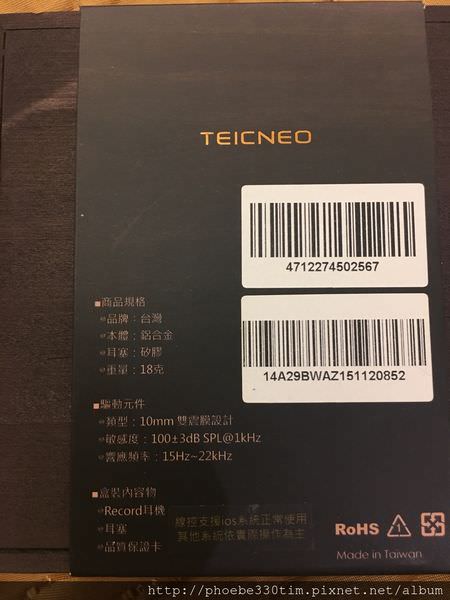 TEICNEO
4712274502567
14A29BWAZ151120852
■商品規格
品牌：台灣
本體：鋁合金
耳塞：矽膠
重量：18克
■驅動元件
類型：10mm 雙震膜設計
敏感度：100±3dB SPL@1kHz
響應頻率：15Hz~22kHz
■盒裝內容物
Record耳機
耳塞
品質保證卡
線控支援ios系統正常使用
其他系統依實際操作為主
RoHS
1
Made in Taiwan
http://phoebe330tim.pixnet.net/album